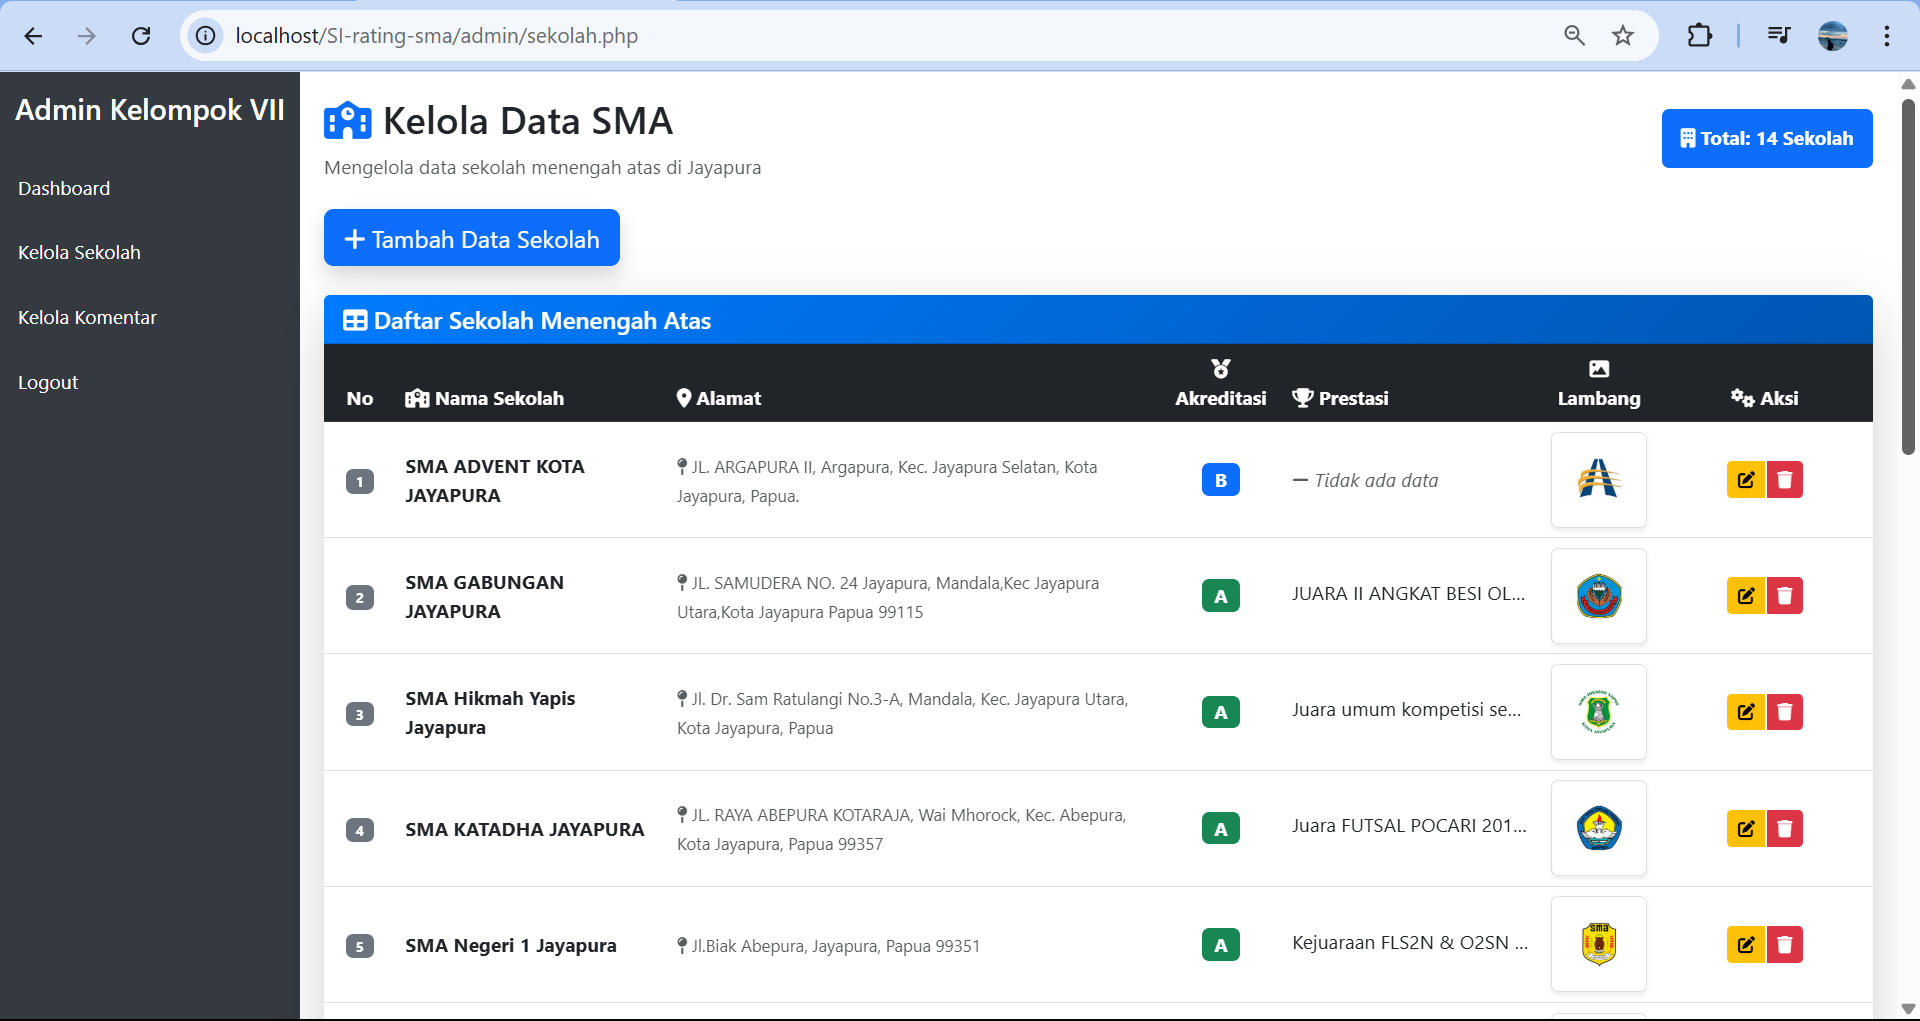 localhost/SI-rating-sma/admin/sekolah.php
Admin Kelompok VII
Dashboard
Kelola Sekolah
Kelola Komentar
Logout
Kelola Data SMA
Mengelola data sekolah menengah atas di Jayapura
Total: 14 Sekolah
+ Tambah Data Sekolah
Daftar Sekolah Menengah Atas
No Nama Sekolah Alamat Akreditasi Prestasi Lambang Aksi
1 SMA ADVENT KOTA JL. ARGAPURA II, Argapura, Kec. Jayapura Selatan, Kota B — Tidak ada data
JAYAPURA Jayapura, Papua.
2 SMA GABUNGAN JL. SAMUDERA NO. 24 Jayapura, Mandala,Kec Jayapura A JUARA II ANGKAT BESI OL...
JAYAPURA Utara,Kota Jayapura Papua 99115
3 SMA Hikmah Yapis Jl. Dr. Sam Ratulangi No.3-A, Mandala, Kec. Jayapura Utara, A Juara umum kompetisi se...
Jayapura Kota Jayapura, Papua
4 SMA KATADHA JAYAPURA JL. RAYA ABEPURA KOTARAJA, Wai Mhorock, Kec. Abepura, A Juara FUTSAL POCARI 201...
Kota Jayapura, Papua 99357
5 SMA Negeri 1 Jayapura Jl.Biak Abepura, Jayapura, Papua 99351 A Kejuaraan FLS2N & O2SN ...
sma